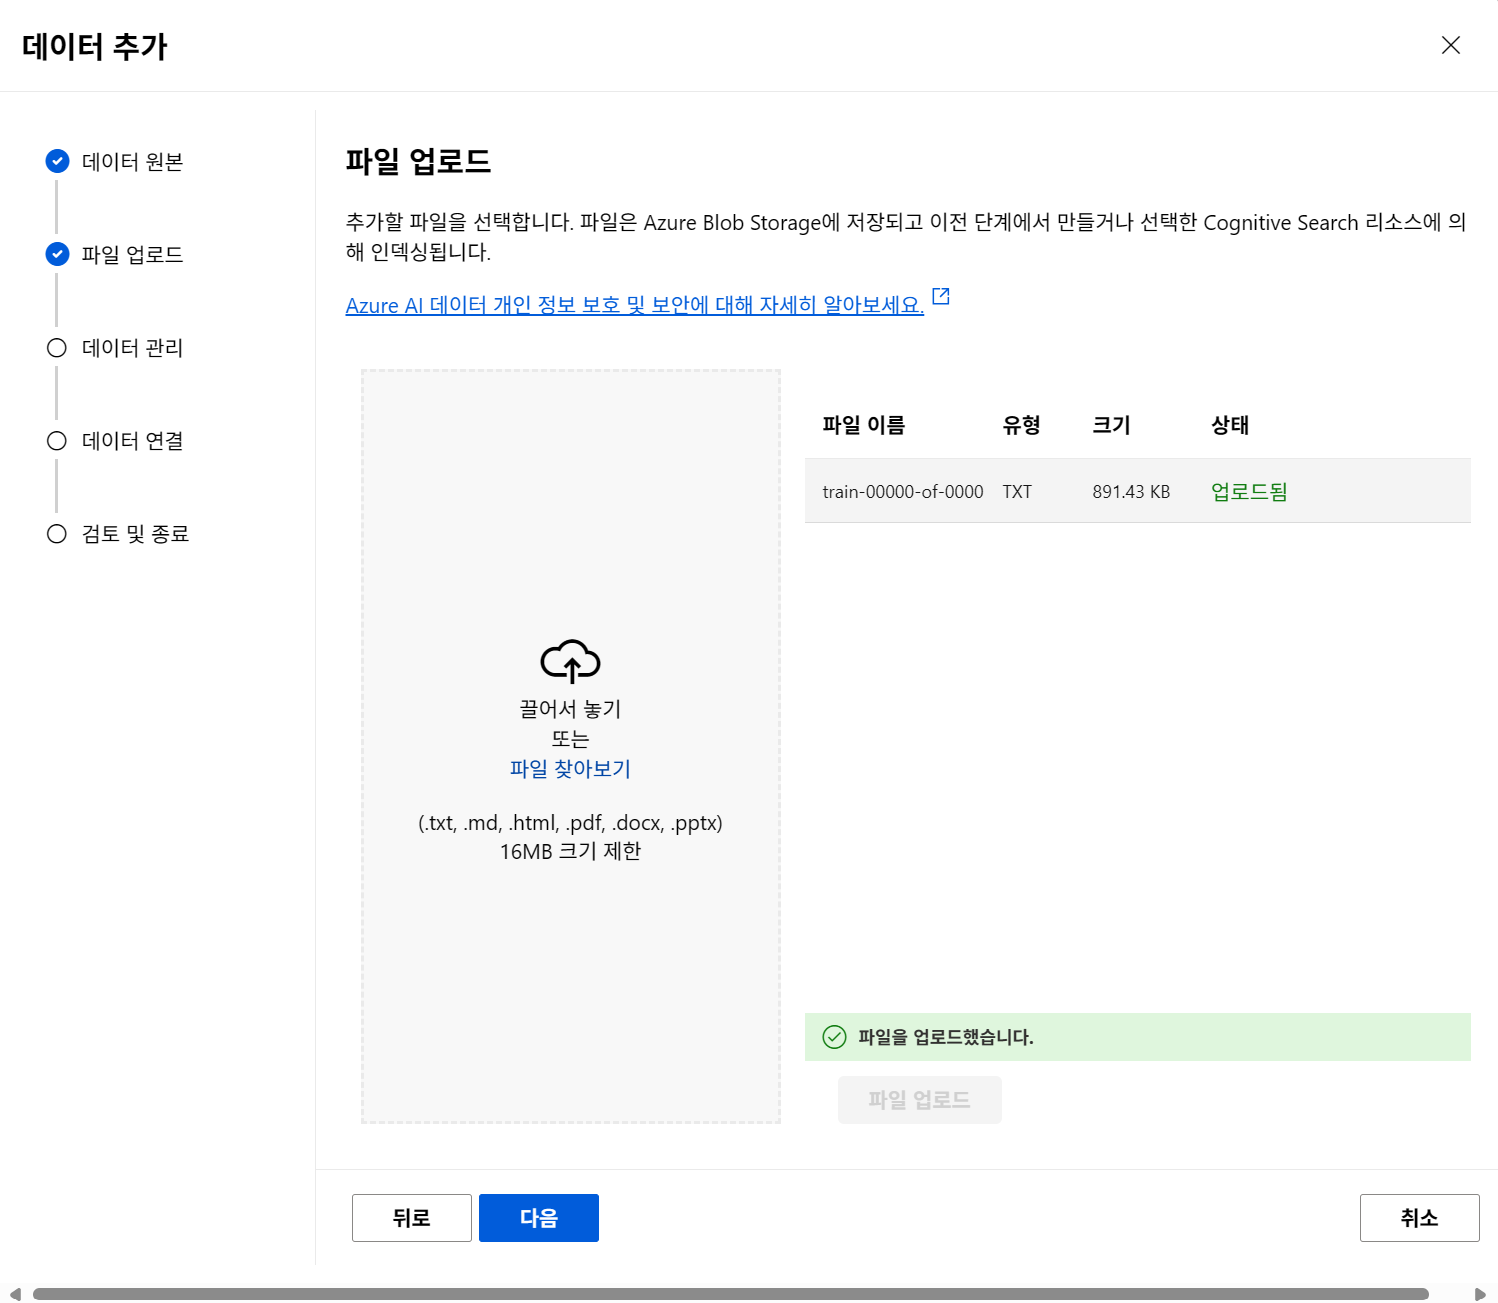 데이터 추가
데이터 원본
파일 업로드
데이터 관리
데이터 연결
검토 및 종료
파일 업로드
추가할 파일을 선택합니다. 파일은 Azure Blob Storage에 저장되고 이전 단계에서 만들거나 선택한 Cognitive Search 리소스에 의
해 인덱싱됩니다.
Azure AI 데이터 개인 정보 보호 및 보안에 대해 자세히 알아보세요.
끌어서 놓기
또는
파일 찾아보기
(.txt, .md, .html, .pdf, .docx, .pptx)
16MB 크기 제한
파일 이름 유형 크기 상태
train-00000-of-0000 TXT 891.43 KB 업로드됨
파일을 업로드했습니다.
파일 업로드
뒤로 다음 취소